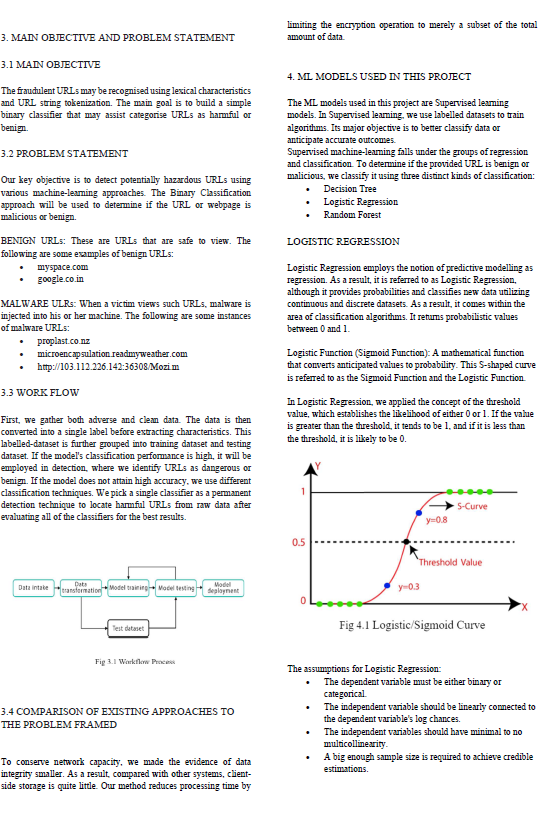 3. MAIN OBJECTIVE AND PROBLEM STATEMENT
3.1 MAIN OBJECTIVE
The fraudulent URLs may be recognised using lexical characteristics
and URL string tokenization. The main goal is to build a simple
binary classifier that may assist categorise URLs as harmful or
benign.
3.2 PROBLEM STATEMENT
Our key objective is to detect potentially hazardous URLs using
various machine-learning approaches. The Binary Classification
approach will be used to determine if the URL or webpage is
malicious or benign.
BENIGN URLs: These are URLs that are safe to view. The
following are some examples of benign URLs:
• myspace.com
• google.co.in
MALWARE ULRs: When a victim views such URLs, malware is
injected into his or her machine. The following are some instances
of malware URLs:
• proplast.co.nz
• microencapsulation.readmyweather.com
• http://103.112.226.142:36308/Mozi.m
3.3 WORK FLOW
First, we gather both adverse and clean data. The data is then
converted into a single label before extracting characteristics. This
labelled-dataset is further grouped into training dataset and testing
dataset. If the model's classification performance is high, it will be
employed in detection, where we identify URLs as dangerous or
benign. If the model does not attain high accuracy, we use different
classification techniques. We pick a single classifier as a permanent
detection technique to locate harmful URLs from raw data after
evaluating all of the classifiers for the best results.
Data intake
Data
transformation
Model training
Model testing
Model
deployment
Test dataset
Fig 3.1 Workflow Process
3.4 COMPARISON OF EXISTING APPROACHES TO
THE PROBLEM FRAMED
To conserve network capacity, we made the evidence of data
integrity smaller. As a result, compared with other systems, client-
side storage is quite little. Our method reduces processing time by
limiting the encryption operation to merely a subset of the total
amount of data.
4. ML MODELS USED IN THIS PROJECT
The ML models used in this project are Supervised learning
models. In Supervised learning, we use labelled datasets to train
algorithms. Its major objective is to better classify data or
anticipate accurate outcomes.
Supervised machine-learning falls under the groups of regression
and classification. To determine if the provided URL is benign or
malicious, we classify it using three distinct kinds of classification:
• Decision Tree
• Logistic Regression
• Random Forest
LOGISTIC REGRESSION
Logistic Regression employs the notion of predictive modelling as
regression. As a result, it is referred to as Logistic Regression,
although it provides probabilities and classifies new data utilizing
continuous and discrete datasets. As a result, it comes within the
area of classification algorithms. It returns probabilistic values
between 0 and 1.
Logistic Function (Sigmoid Function): A mathematical function
that converts anticipated values to probability. This S-shaped curve
is referred to as the Sigmoid Function and the Logistic Function.
In Logistic Regression, we applied the concept of the threshold
value, which establishes the likelihood of either 0 or 1. If the value
is greater than the threshold, it tends to be 1, and if it is less than
the threshold, it is likely to be 0.
Y
1
S-Curve
y=0.8
0.5
Threshold Value
y=0.3
0
X
Fig 4.1 Logistic/Sigmoid Curve
The assumptions for Logistic Regression:
• The dependent variable must be either binary or
categorical.
• The independent variable should be linearly connected to
the dependent variable's log chances.
• The independent variables should have minimal to no
multicollinearity.
• A big enough sample size is required to achieve credible
estimations.